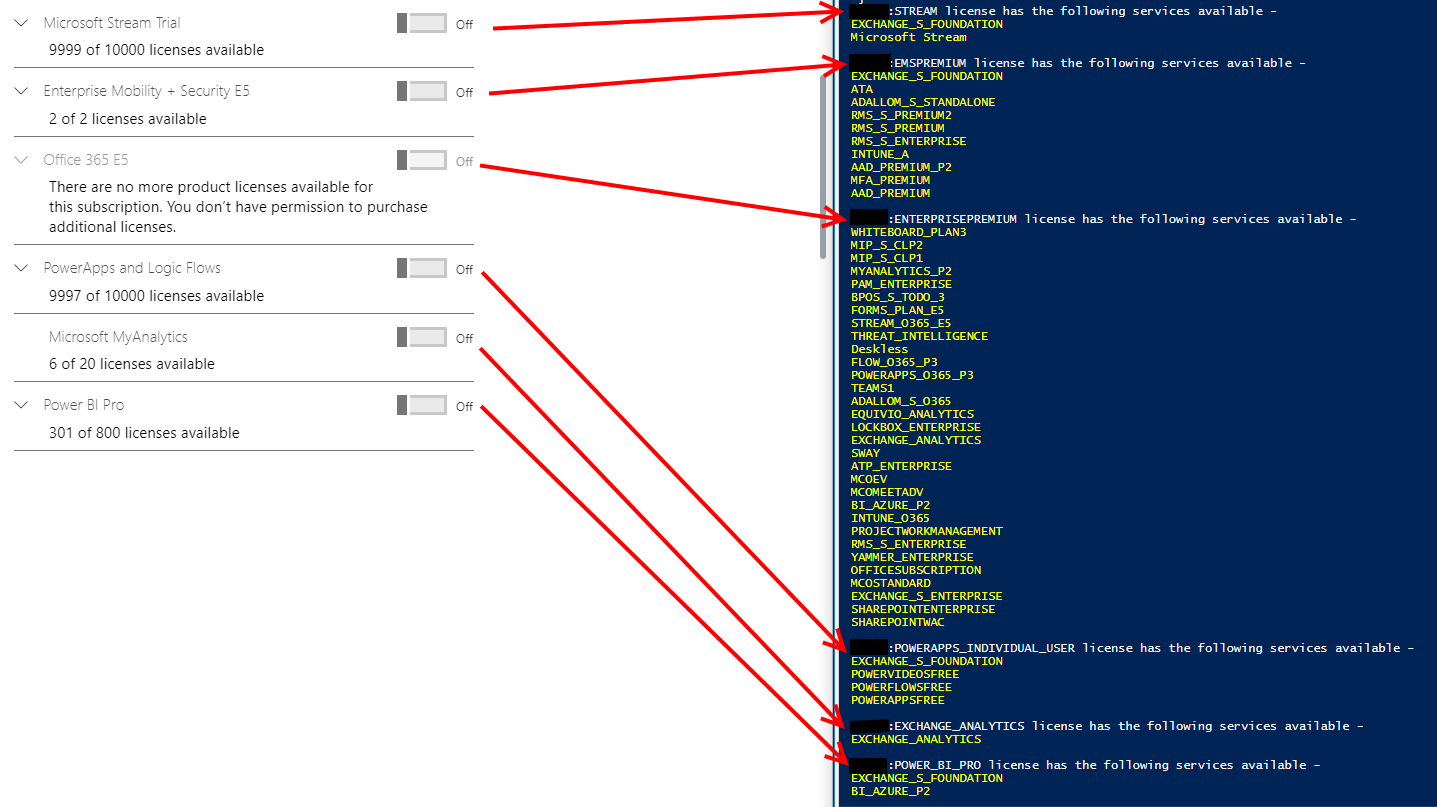 Microsoft Stream Trial
Off
9999 of 10000 licenses available
Enterprise Mobility + Security E5
Off
2 of 2 licenses available
Office 365 E5
Off
There are no more product licenses available for
this subscription. You don't have permission to purchase
additional licenses.
PowerApps and Logic Flows
Off
9997 of 10000 licenses available
Microsoft MyAnalytics
Off
6 of 20 licenses available
Power BI Pro
Off
301 of 800 licenses available
:STREAM license has the following services available -
EXCHANGE_S_FOUNDATION
Microsoft Stream
:EMSPREMIUM license has the following services available -
EXCHANGE_S_FOUNDATION
ATA
ADALLOM_S_STANDALONE
RMS_S_PREMIUM2
RMS_S_PREMIUM
RMS_S_ENTERPRISE
INTUNE_A
AAD_PREMIUM_P2
MFA_PREMIUM
AAD_PREMIUM
:ENTERPRISEPREMIUM license has the following services available -
WHITEBOARD_PLAN3
MIP_S_CLP2
MIP_S_CLP1
MYANALYTICS_P2
PAM_ENTERPRISE
BPOS_S_TODO_3
FORMS_PLAN_E5
STREAM_O365_E5
THREAT_INTELLIGENCE
Deskless
FLOW_O365_P3
POWERAPPS_O365_P3
TEAMS1
ADALLOM_S_O365
EQUIVIO_ANALYTICS
LOCKBOX_ENTERPRISE
EXCHANGE_ANALYTICS
SWAY
ATP_ENTERPRISE
MCOEV
MCOMEETADV
BI_AZURE_P2
INTUNE_O365
PROJECTWORKMANAGEMENT
RMS_S_ENTERPRISE
YAMMER_ENTERPRISE
OFFICESUBSCRIPTION
MCOSTANDARD
EXCHANGE_S_ENTERPRISE
SHAREPOINTENTERPRISE
SHAREPOINTWAC
:POWERAPPS_INDIVIDUAL_USER license has the following services available -
EXCHANGE_S_FOUNDATION
POWERVIDEOSFREE
POWERFLOWSFREE
POWERAPPSFREE
:EXCHANGE_ANALYTICS license has the following services available -
EXCHANGE_ANALYTICS
:POWER_BI_PRO license has the following services available -
EXCHANGE_S_FOUNDATION
BI_AZURE_P2